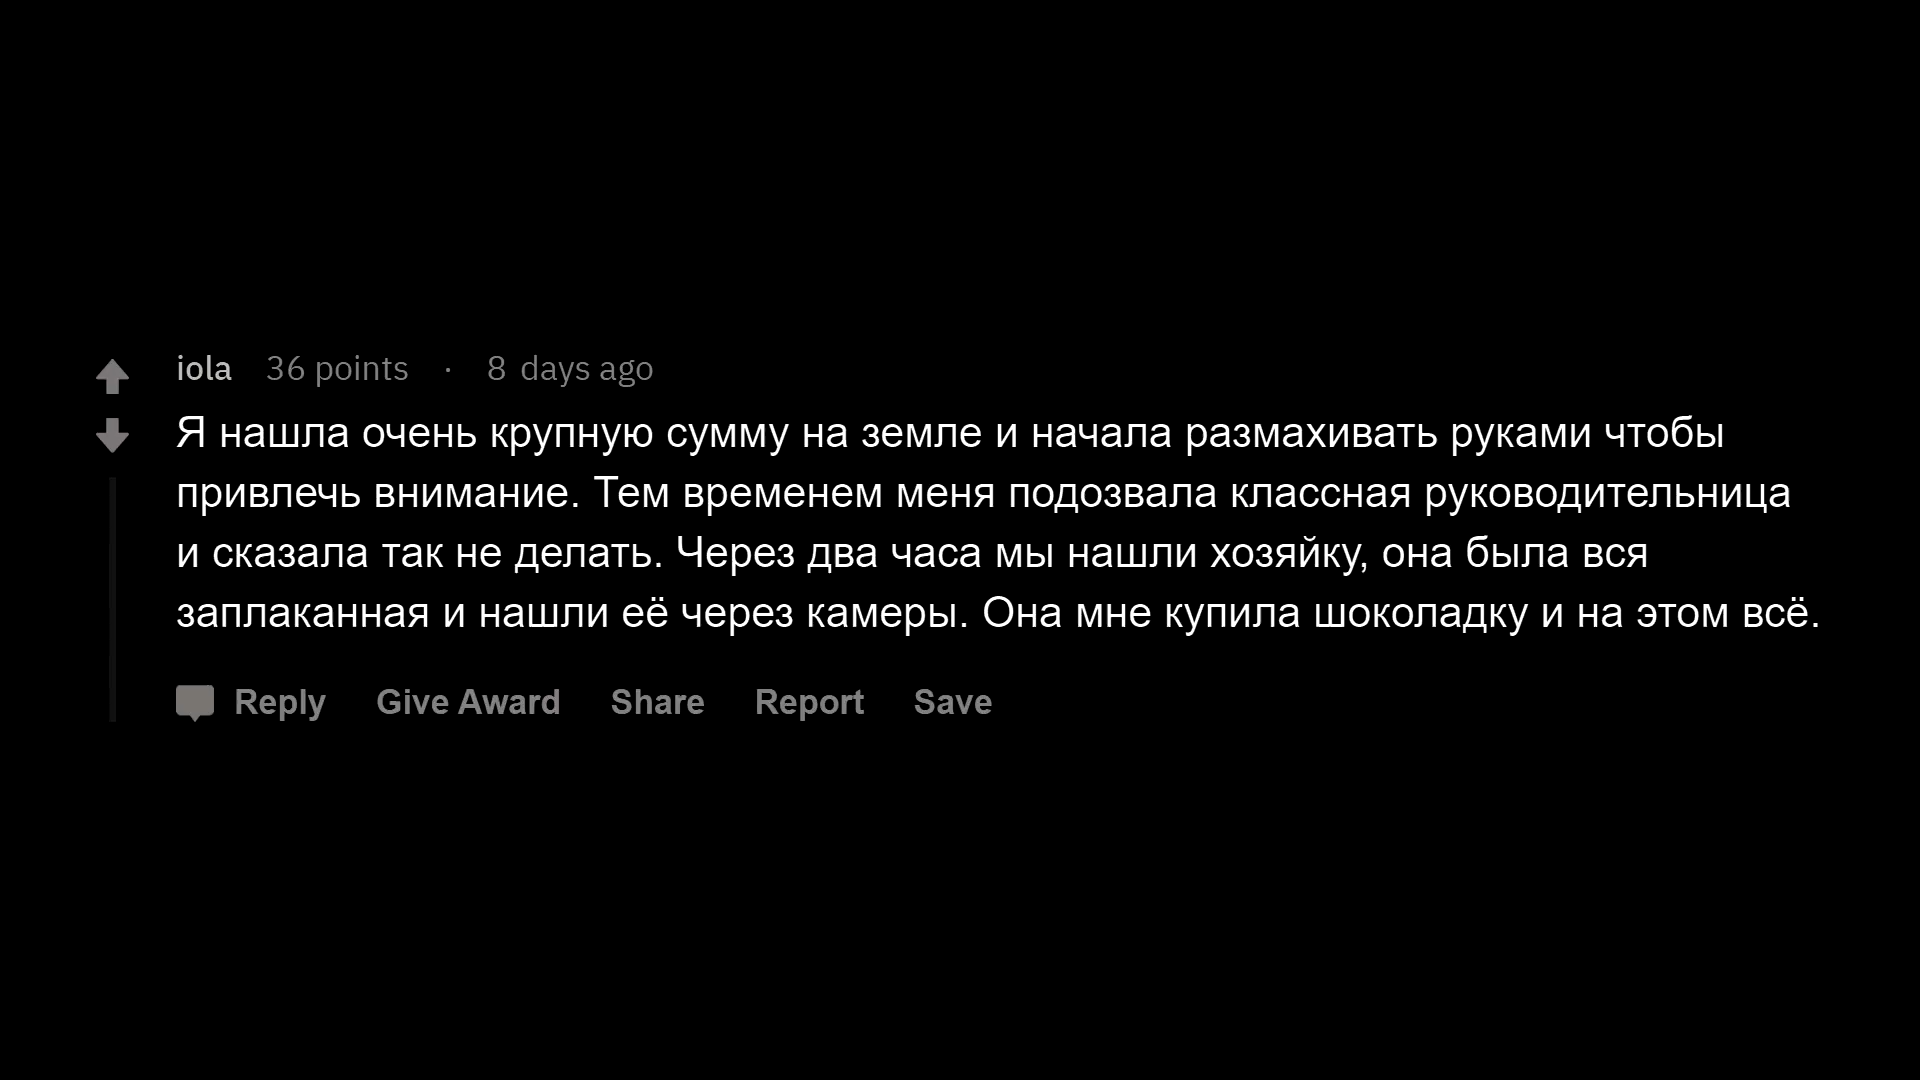 iola 36 points · 8 days ago
Я нашла очень крупную сумму на земле и начала размахивать руками чтобы
привлечь внимание. Тем временем меня подозвала классная руководительница
и сказала так не делать. Через два часа мы нашли хозяйку, она была вся
заплаканная и нашли её через камеры. Она мне купила шоколадку и на этом всё.
Reply Give Award Share Report Save